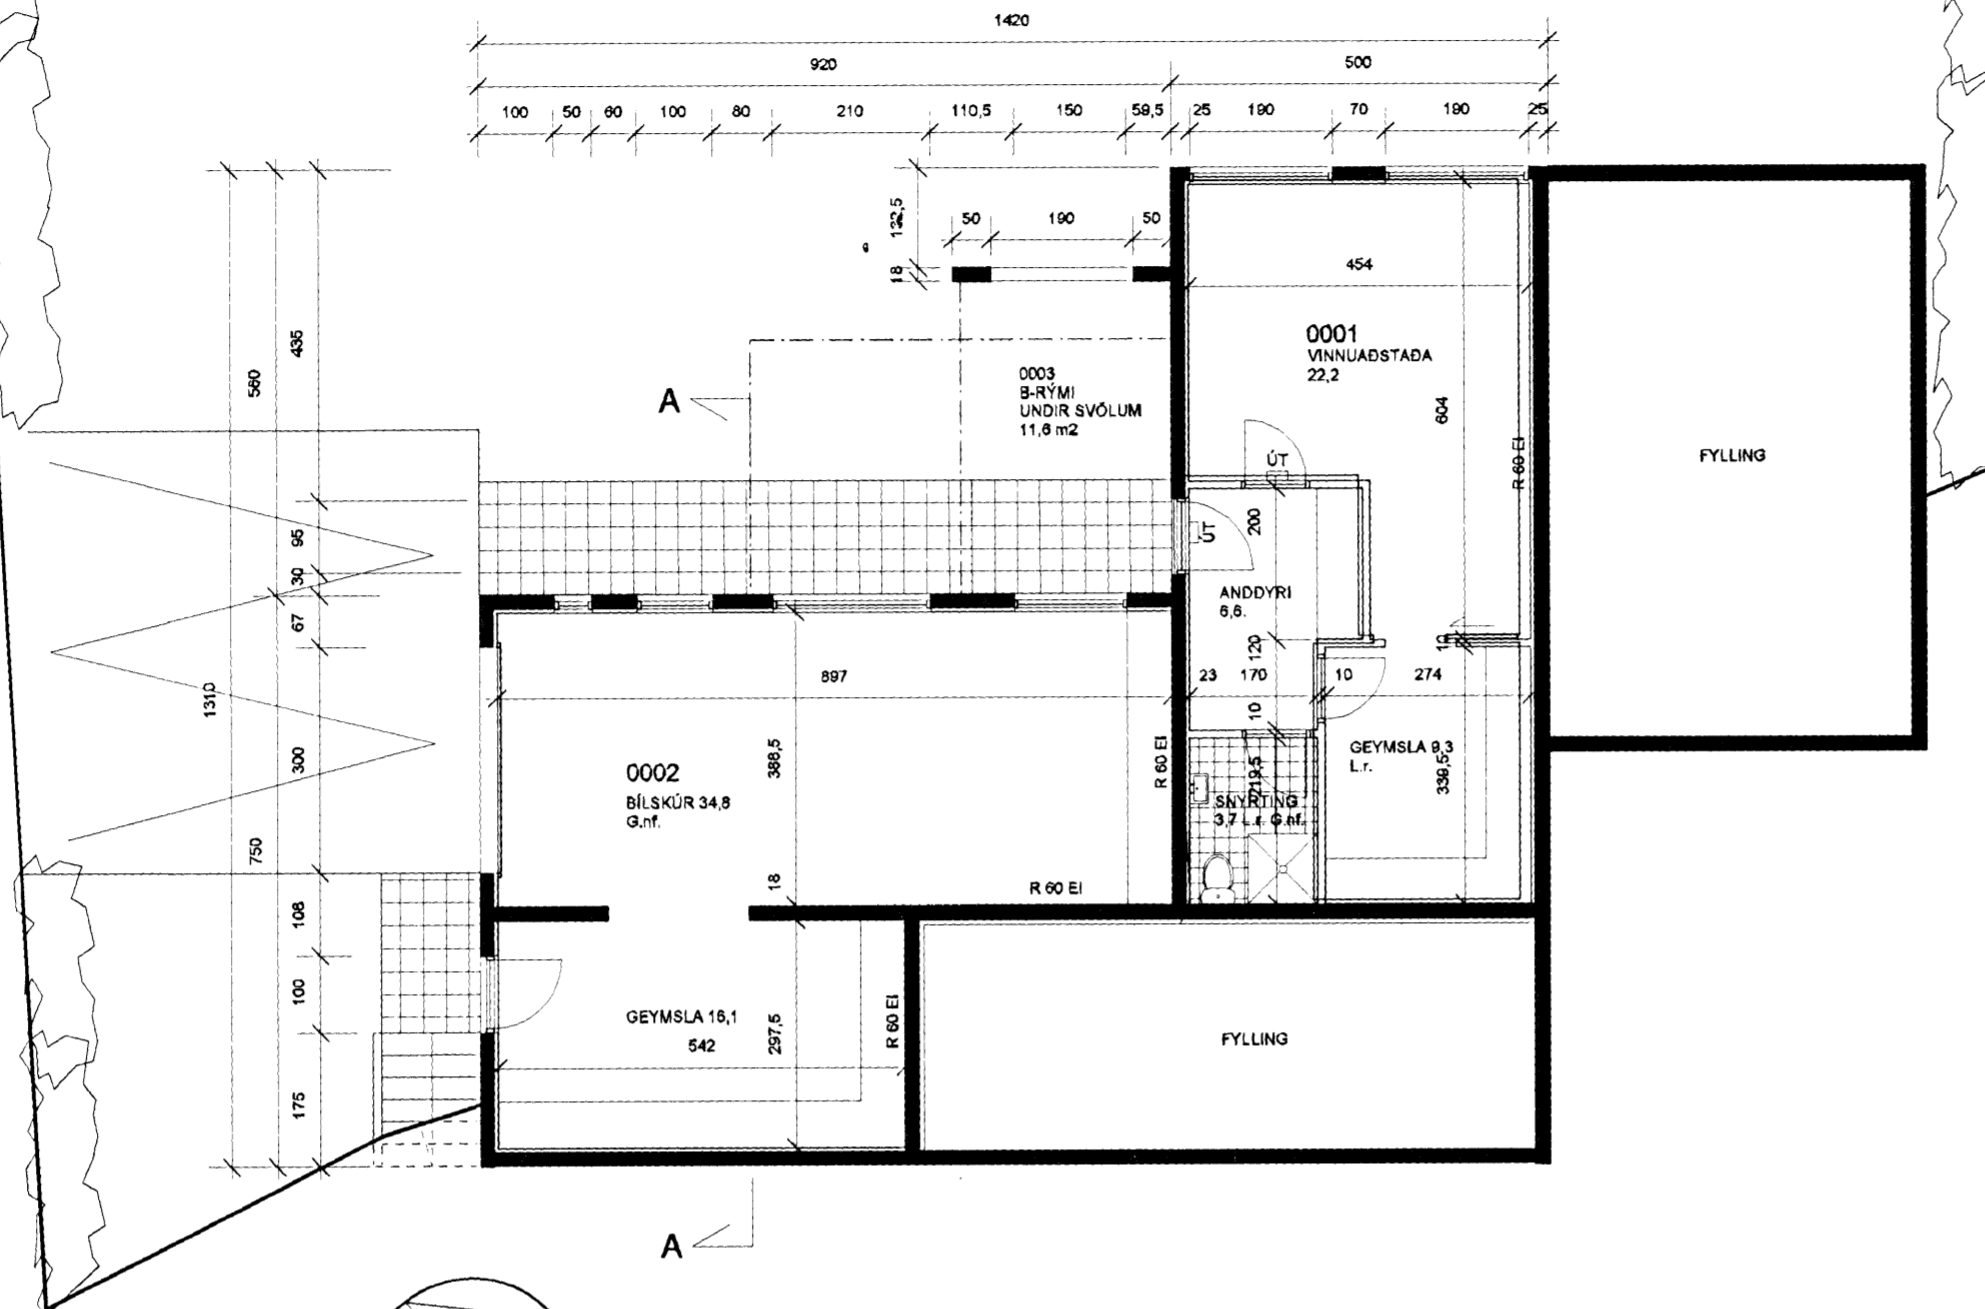 1420
920 500
100 50 60 100 80 210 110,5 150 59,5 25 190 70 190 25
132,5 50 190 50
18
454
435
560
0001
VINNUAÐSTAÐA
22,2
0003
B-RÝMI
UNDIR SVÖLUM
11,6 m2
A
604
R 60 EI
FYLLING
ÚT
200
ÚT
95
30
ANDDYRI
6,6.
67
120
23 170 10 274
897
1310
10
388,5
R 60 EI
300
0002
BÍLSKÚR 34,8
G.nf.
GEYMSLA 9,3
L.r.
339,5
219,5
SNYRTING
3,7 L.r. G.nf.
750
18
R 60 EI
108
100
GEYMSLA 16,1
542
297,5
R 60 EI
FYLLING
175
A